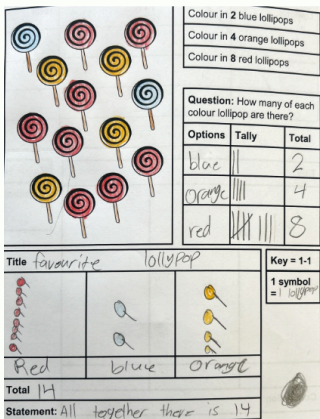 Colour in 2 blue lollipops
Colour in 4 orange lollipops
Colour in 8 red lollipops
Question: How many of each
colour lollipop are there?
Options Tally Total
blue 2
orange 4
red 8
Title favourite lollypop
Key = 1-1
1 symbol
= 1 lollypop
Red blue orange
Total 14
Statement: All together there is 14